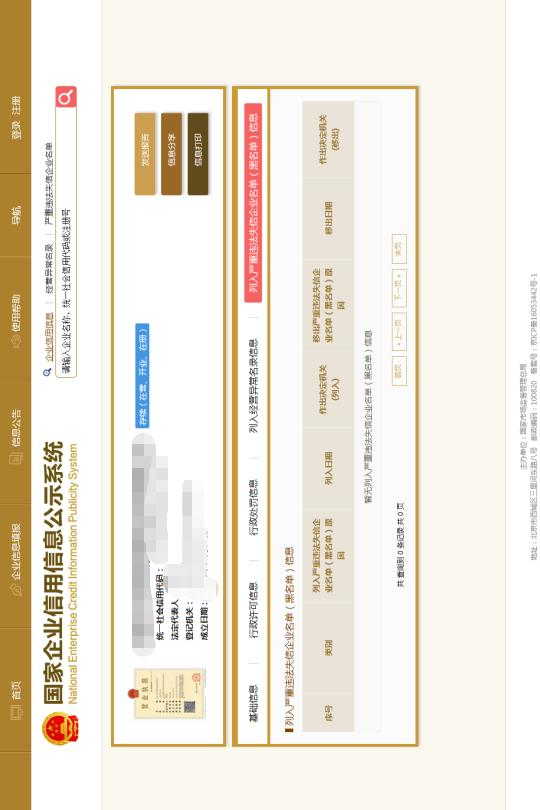 首页
企业信息填报
信息公告
使用帮助
导航
登录 注册
国家企业信用信息公示系统
National Enterprise Credit Information Publicity System
企业信用信息 | 经营异常名录 | 严重违法失信企业名单
请输入企业名称、统一社会信用代码或注册号
营业执照
存续（在营、开业、在册）
统一社会信用代码：
法定代表人
登记机关：
成立日期：
发送报告
信息分享
信息打印
基础信息 | 行政许可信息 | 行政处罚信息 | 列入经营异常名录信息 | 列入严重违法失信企业名单（黑名单）信息
列入严重违法失信企业名单（黑名单）信息
序号
类别
列入严重违法失信企业名单（黑名单）原因
列入日期
作出决定机关(列入)
移出严重违法失信企业名单（黑名单）原因
移出日期
作出决定机关(移出)
暂无列入严重违法失信企业名单（黑名单）信息
共 查询到 0 条记录 共 0 页
首页
上一页
下一页
末页
主办单位：国家市场监督管理总局
地址：北京市西城区三里河东路八号 邮政编码：100820 备案号：京ICP备16053442号-1